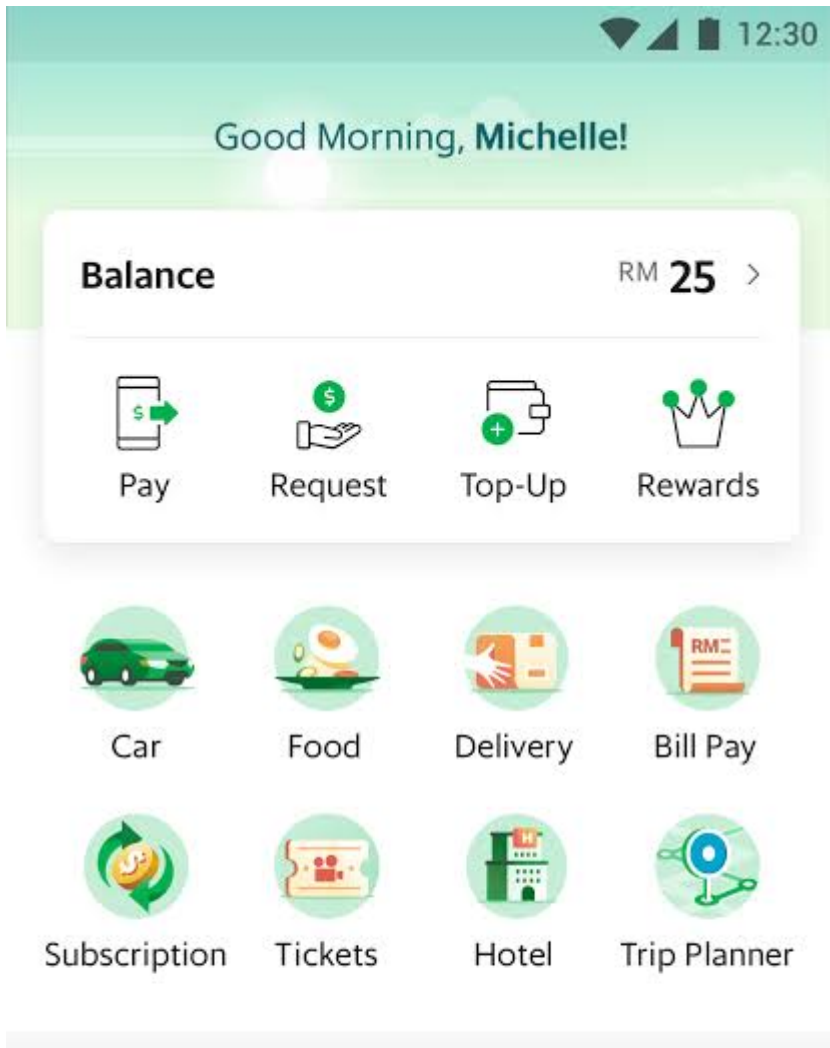 12:30
Good Morning, Michelle!
Balance RM 25 >
$ $
Pay Request Top-Up Rewards
RM
Car Food Delivery Bill Pay
$ H
Subscription Tickets Hotel Trip Planner